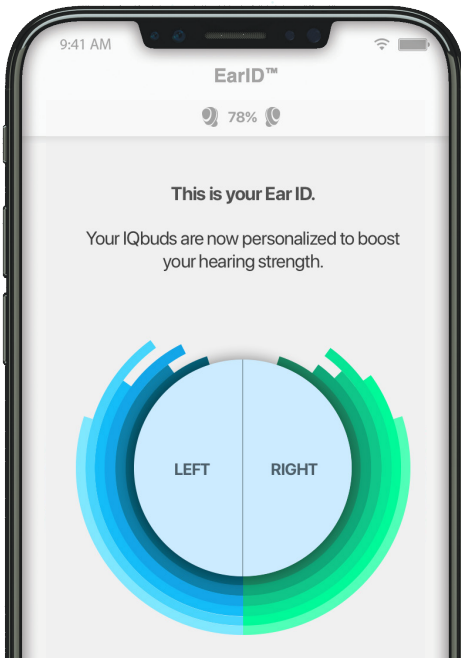 9:41 AM
EarID™
78%
This is your Ear ID.
Your IQbuds are now personalized to boost
your hearing strength.
LEFT RIGHT